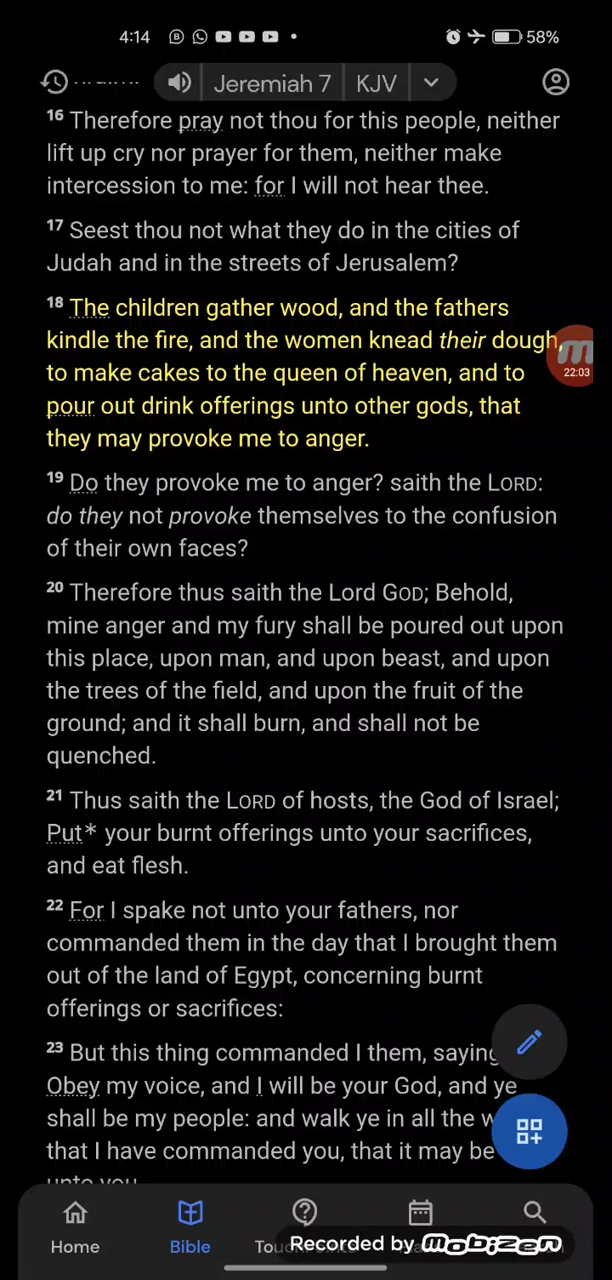 4:14
58%
Jeremiah 7 KJV
16 Therefore pray not thou for this people, neither
lift up cry nor prayer for them, neither make
intercession to me: for I will not hear thee.
17 Seest thou not what they do in the cities of
Judah and in the streets of Jerusalem?
18 The children gather wood, and the fathers
kindle the fire, and the women knead their dough,
to make cakes to the queen of heaven, and to
22:03
pour out drink offerings unto other gods, that
they may provoke me to anger.
19 Do they provoke me to anger? saith the LORD:
do they not provoke themselves to the confusion
of their own faces?
20 Therefore thus saith the Lord GOD; Behold,
mine anger and my fury shall be poured out upon
this place, upon man, and upon beast, and upon
the trees of the field, and upon the fruit of the
ground; and it shall burn, and shall not be
quenched.
21 Thus saith the LORD of hosts, the God of Israel;
Put* your burnt offerings unto your sacrifices,
and eat flesh.
22 For I spake not unto your fathers, nor
commanded them in the day that I brought them
out of the land of Egypt, concerning burnt
offerings or sacrifices:
23 But this thing commanded I them, saying
Obey my voice, and I will be your God, and ye
shall be my people: and walk ye in all the w
that I have commanded you, that it may be
unto you
Home Bible
Recorded by mobizen